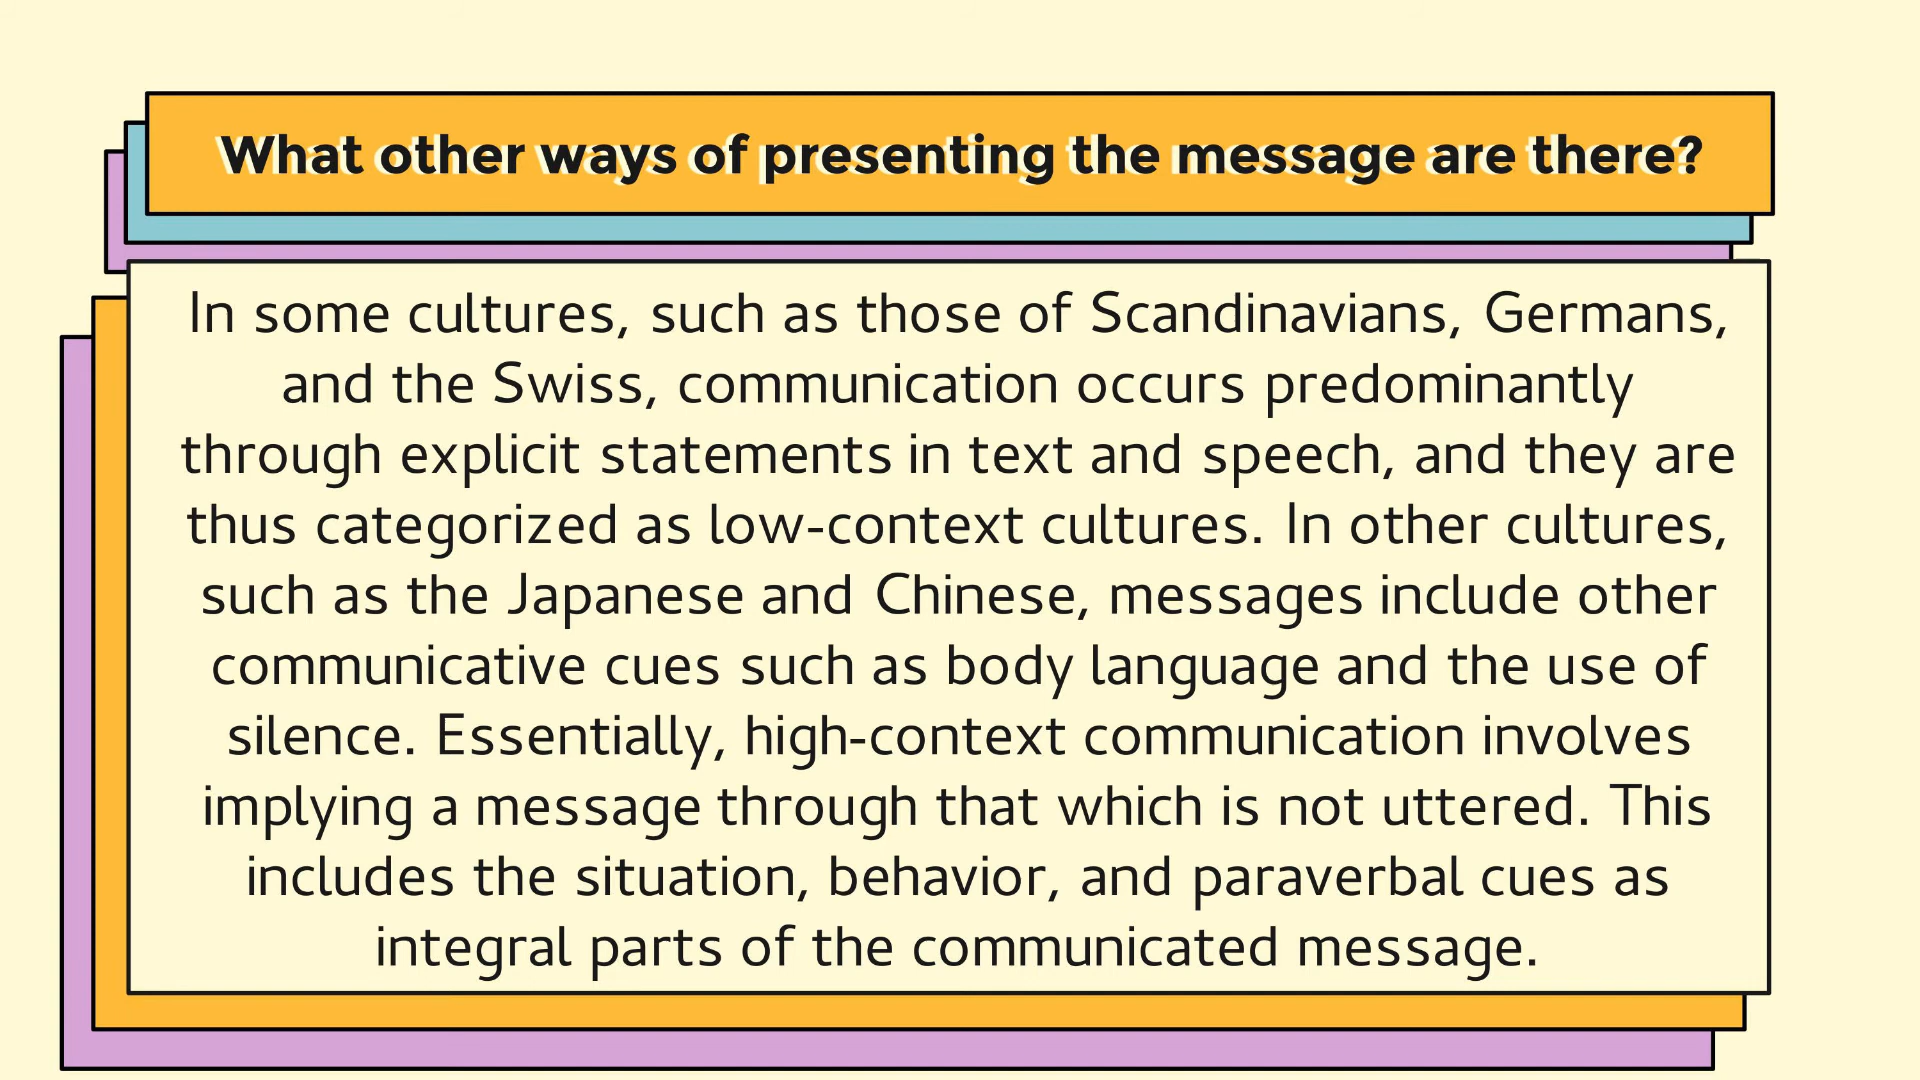 What other ways of presenting the message are there?
In some cultures, such as those of Scandinavians, Germans,
and the Swiss, communication occurs predominantly
through explicit statements in text and speech, and they are
thus categorized as low-context cultures. In other cultures,
such as the Japanese and Chinese, messages include other
communicative cues such as body language and the use of
silence. Essentially, high-context communication involves
implying a message through that which is not uttered. This
includes the situation, behavior, and paraverbal cues as
integral parts of the communicated message.